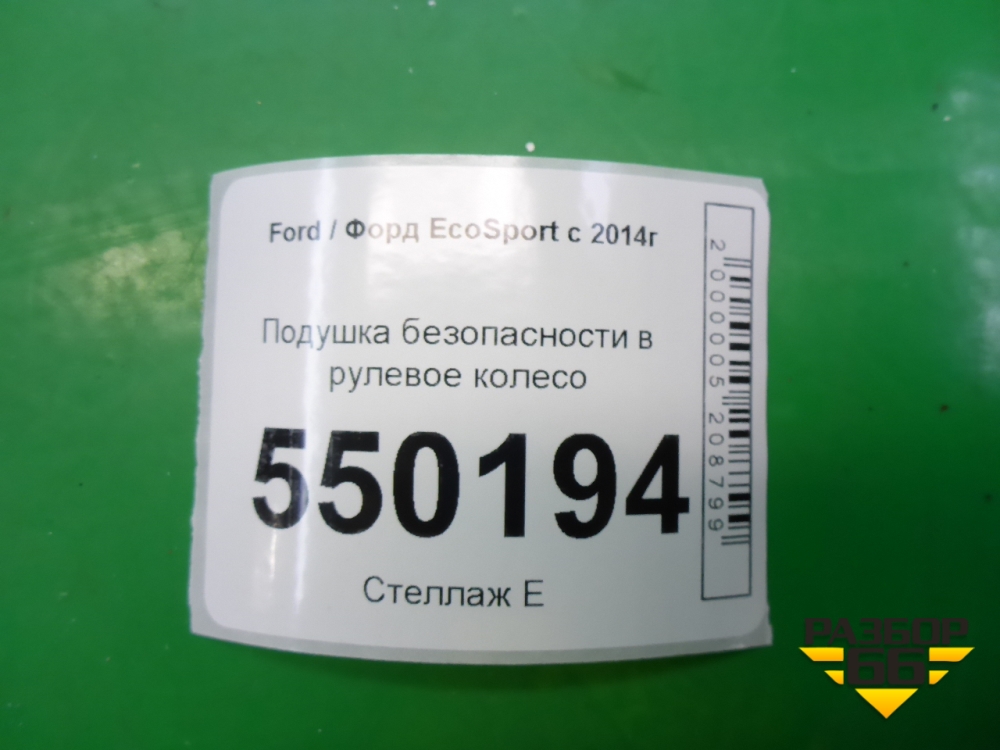 Ford / Форд EcoSport с 2014г
Подушка безопасности в
рулевое колесо
550194
Стеллаж Е
2000005208799
РАЗБОР
66